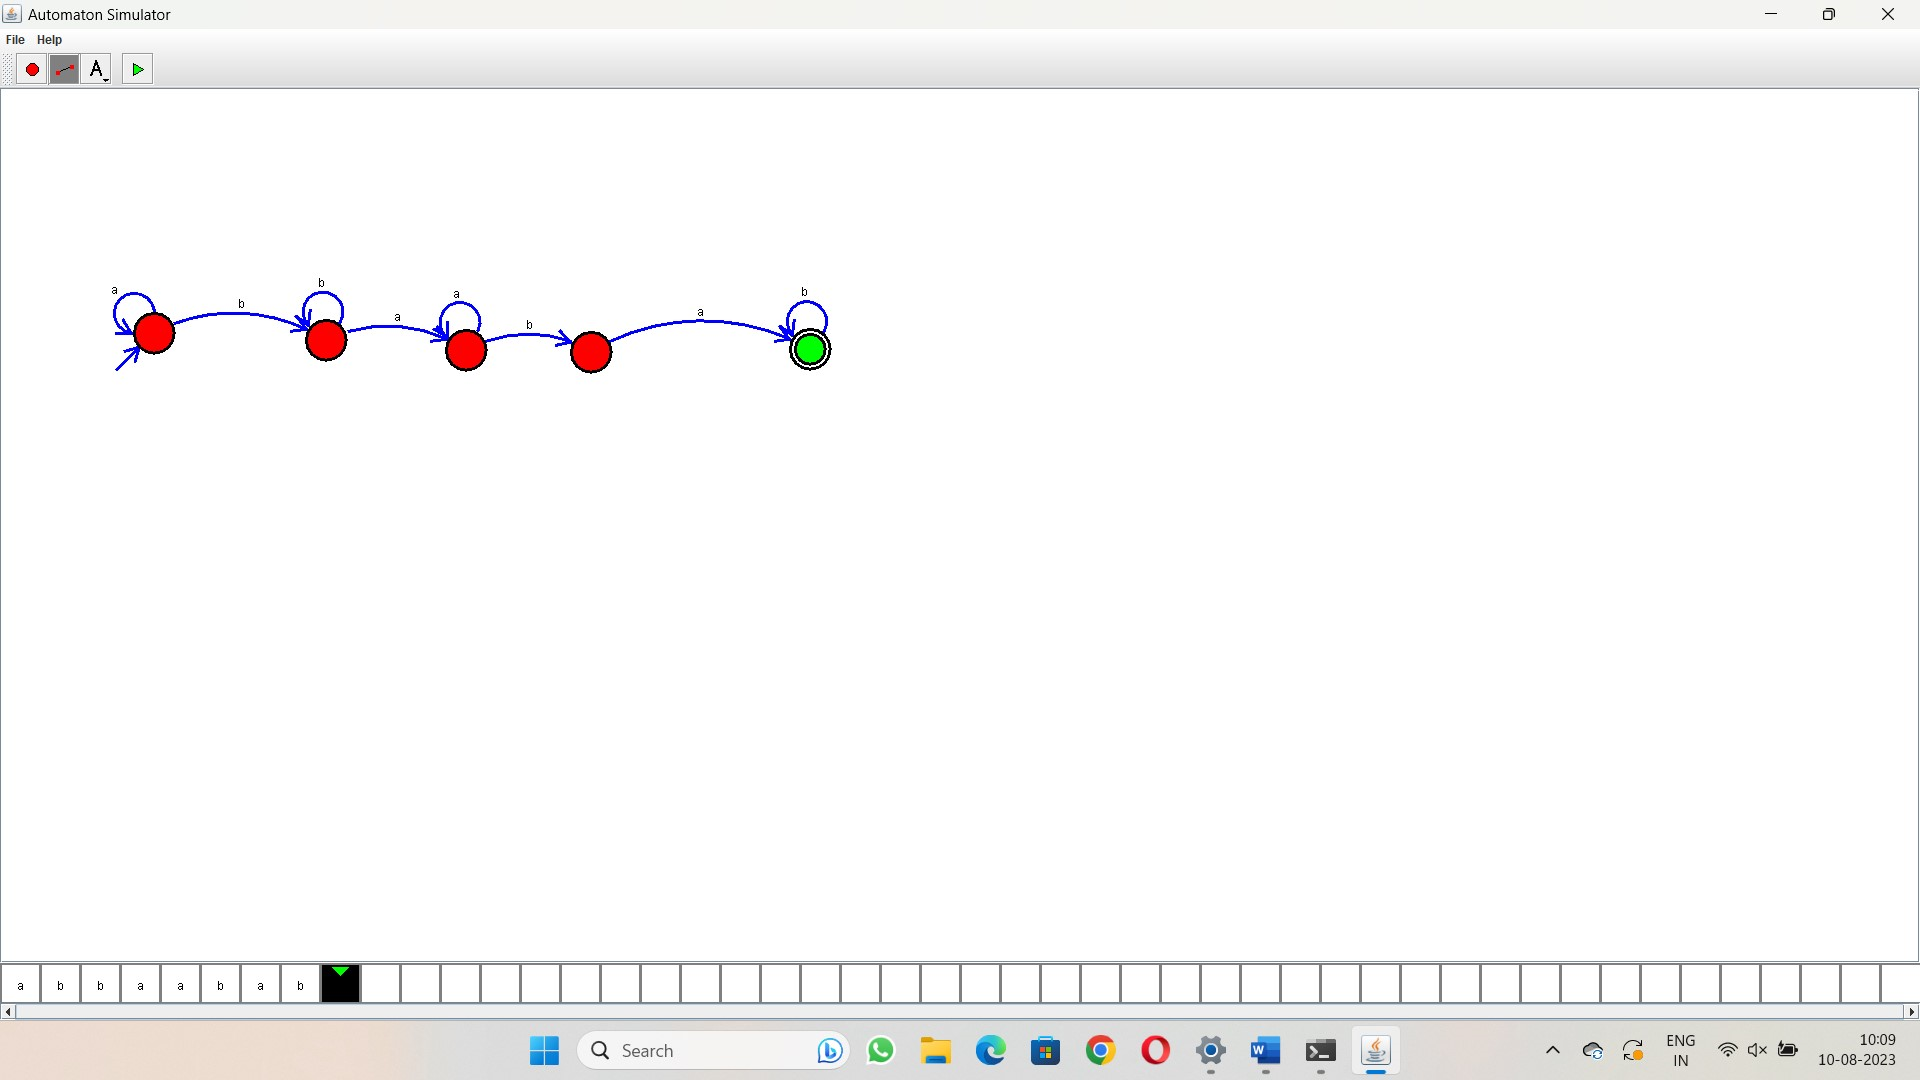 Automaton Simulator
File Help
A
b
b
b
a
a
a
a
b
a b b a a b a b
Search
ENG
IN
10:09
10-08-2023